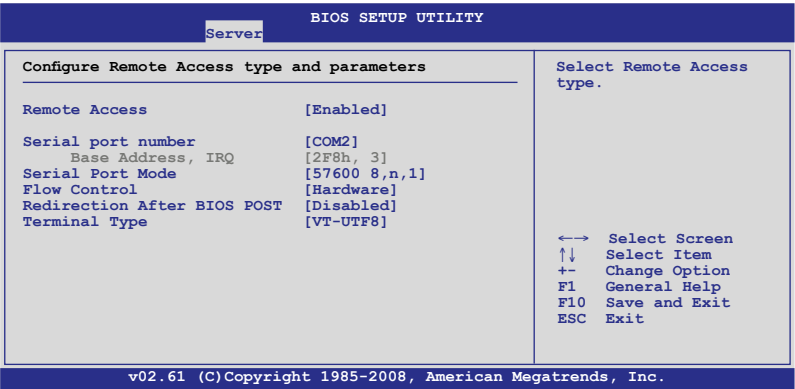 BIOS SETUP UTILITY
Server
Configure Remote Access type and parameters
Remote Access [Enabled]
Serial port number [COM2]
Base Address, IRQ [2F8h, 3]
Serial Port Mode [57600 8,n,1]
Flow Control [Hardware]
Redirection After BIOS POST [Disabled]
Terminal Type [VT-UTF8]
Select Remote Access
type.
←→ Select Screen
↑↓ Select Item
+- Change Option
F1 General Help
F10 Save and Exit
ESC Exit
v02.61 (C)Copyright 1985-2008, American Megatrends, Inc.